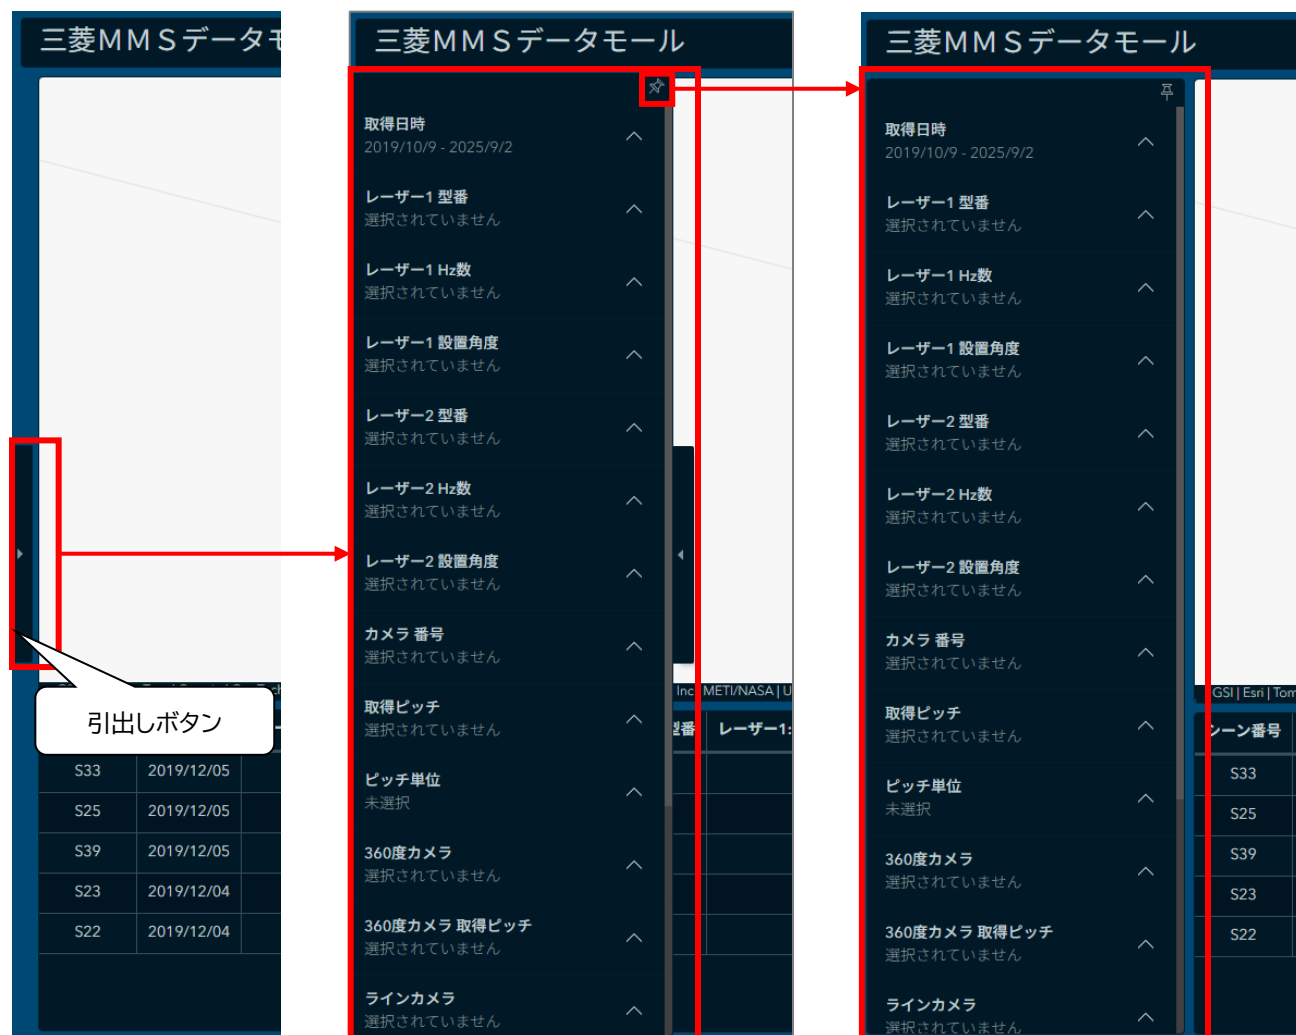 三菱MMSデータモ
引出しボタン
S33 2019/12/05
S25 2019/12/05
S39 2019/12/05
S23 2019/12/04
S22 2019/12/04
三菱MMSデータモール
取得日時
2019/10/9 - 2025/9/2
レーザー1 型番
選択されていません
レーザー1 Hz数
選択されていません
レーザー1 設置角度
選択されていません
レーザー2 型番
選択されていません
レーザー2 Hz数
選択されていません
レーザー2 設置角度
選択されていません
カメラ 番号
選択されていません
取得ピッチ
選択されていません
ピッチ単位
未選択
360度カメラ
選択されていません
360度カメラ 取得ピッチ
選択されていません
ラインカメラ
選択されていません
Inc METI/NASA | U
型番 レーザー1:
三菱MMSデータモール
取得日時
2019/10/9 - 2025/9/2
レーザー1 型番
選択されていません
レーザー1 Hz数
選択されていません
レーザー1 設置角度
選択されていません
レーザー2 型番
選択されていません
レーザー2 Hz数
選択されていません
レーザー2 設置角度
選択されていません
カメラ 番号
選択されていません
取得ピッチ
選択されていません
ピッチ単位
未選択
360度カメラ
選択されていません
360度カメラ 取得ピッチ
選択されていません
ラインカメラ
選択されていません
GSI | Esri | Tom
シーン番号
S33
S25
S39
S23
S22